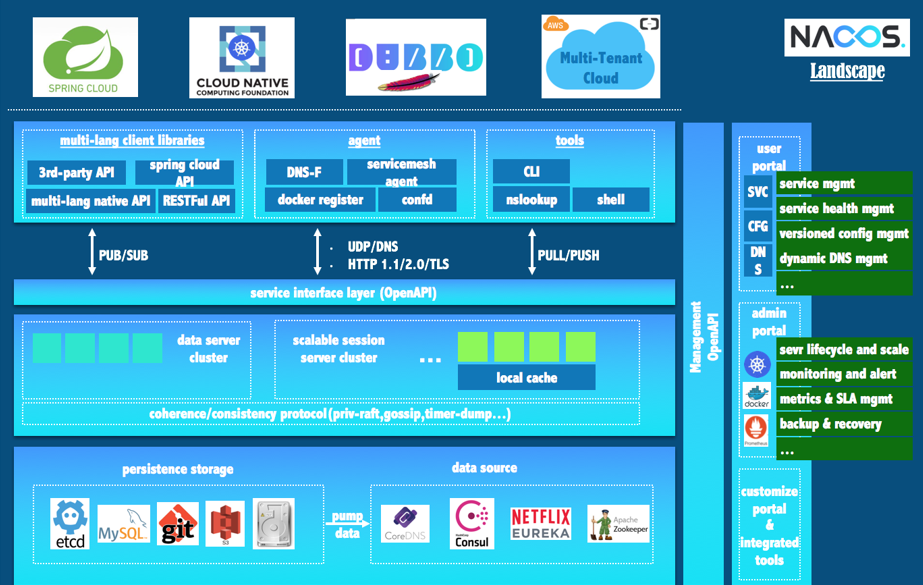 SPRING CLOUD
CLOUD NATIVE
COMPUTING FOUNDATION
DUBBO
AWS
Multi-Tenant
Cloud
NACOS.
Landscape
multi-lang client libraries
3rd-party API
spring cloud
API
multi-lang native API
RESTFul API
agent
DNS-F
servicemesh
agent
docker register
confd
tools
CLI
nslookup
shell
PUB/SUB
UDP/DNS
HTTP 1.1/2.0/TLS
PULL/PUSH
service interface layer (OpenAPI)
data server
cluster
scalable session
server cluster
...
local cache
coherence/consistency protocol(priv-raft,gossip,timer-dump...)
persistence storage
etcd
MySQL
git
S3
pump
data
data source
CoreDNS
HashiCorp
Consul
NETFLIX
EUREKA
Apache
Zookeeper
Management
OpenAPI
user
portal
SVC
CFG
DN
S
service mgmt
service health mgmt
versioned config mgmt
dynamic DNS mgmt
...
admin
portal
docker
Prometheus
sevr lifecycle and scale
monitoring and alert
metrics & SLA mgmt
backup & recovery
...
customize
portal
&
integrated
tools